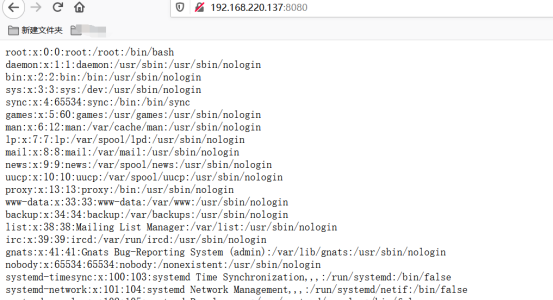 192.168.220.137:8080
新建文件夹
root:x:0:0:root:/root:/bin/bash
daemon:x:1:1:daemon:/usr/sbin:/usr/sbin/nologin
bin:x:2:2:bin:/bin:/usr/sbin/nologin
sys:x:3:3:sys:/dev:/usr/sbin/nologin
sync:x:4:65534:sync:/bin:/bin/sync
games:x:5:60:games:/usr/games:/usr/sbin/nologin
man:x:6:12:man:/var/cache/man:/usr/sbin/nologin
lp:x:7:7:lp:/var/spool/lpd:/usr/sbin/nologin
mail:x:8:8:mail:/var/mail:/usr/sbin/nologin
news:x:9:9:news:/var/spool/news:/usr/sbin/nologin
uucp:x:10:10:uucp:/var/spool/uucp:/usr/sbin/nologin
proxy:x:13:13:proxy:/bin:/usr/sbin/nologin
www-data:x:33:33:www-data:/var/www:/usr/sbin/nologin
backup:x:34:34:backup:/var/backups:/usr/sbin/nologin
list:x:38:38:Mailing List Manager:/var/list:/usr/sbin/nologin
irc:x:39:39:ircd:/var/run/ircd:/usr/sbin/nologin
gnats:x:41:41:Gnats Bug-Reporting System (admin):/var/lib/gnats:/usr/sbin/nologin
nobody:x:65534:65534:nobody:/nonexistent:/usr/sbin/nologin
systemd-timesync:x:100:103:systemd Time Synchronization,,,:/run/systemd:/bin/false
systemd-network:x:101:104:systemd Network Management,,,:/run/systemd/netif:/bin/false